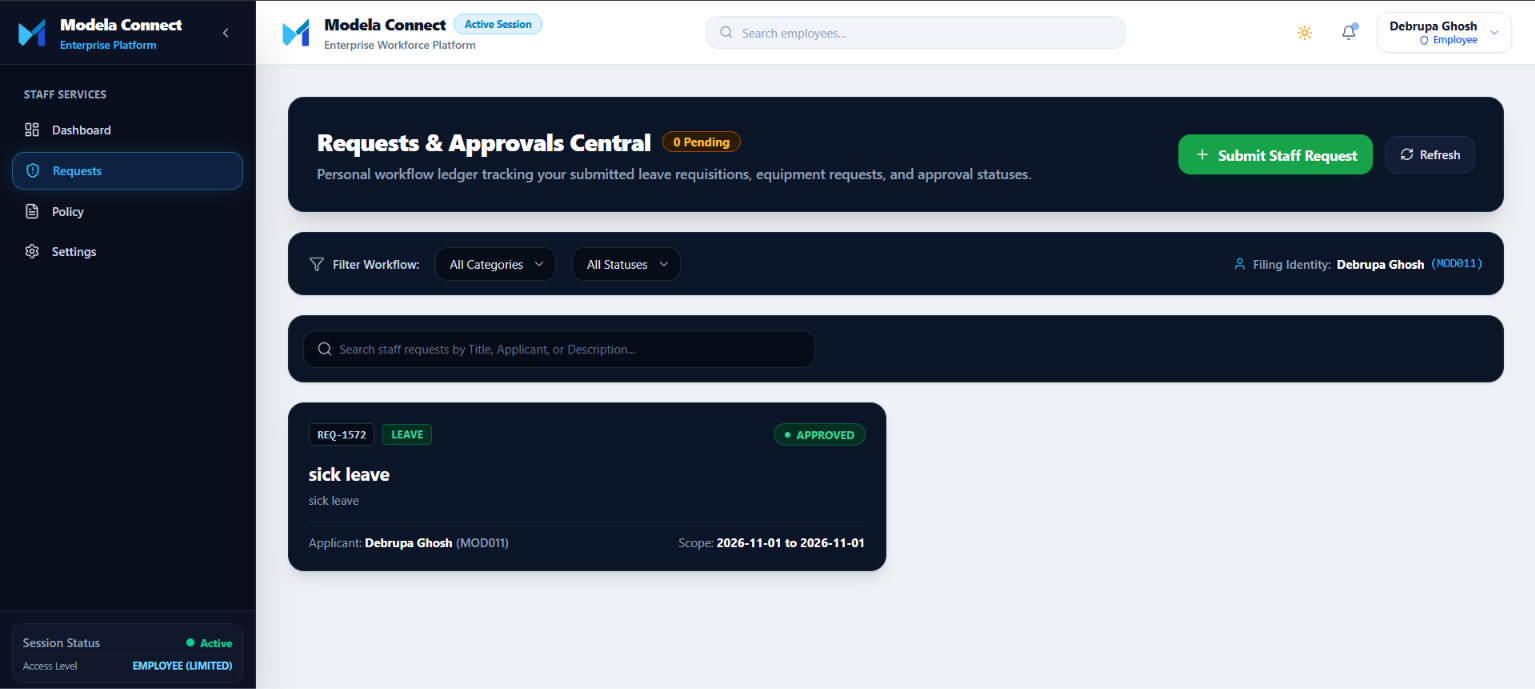 Modela Connect
Enterprise Platform
STAFF SERVICES
Dashboard
Requests
Policy
Settings
Session Status
Active
Access Level
EMPLOYEE (LIMITED)
Modela Connect
Active Session
Enterprise Workforce Platform
Search employees...
Debrupa Ghosh
Employee
Requests & Approvals Central
0 Pending
Personal workflow ledger tracking your submitted leave requisitions, equipment requests, and approval statuses.
+ Submit Staff Request
Refresh
Filter Workflow:
All Categories
All Statuses
Filing Identity: Debrupa Ghosh (MOD011)
Search staff requests by Title, Applicant, or Description...
REQ-1572
LEAVE
APPROVED
sick leave
sick leave
Applicant: Debrupa Ghosh (MOD011)
Scope: 2026-11-01 to 2026-11-01